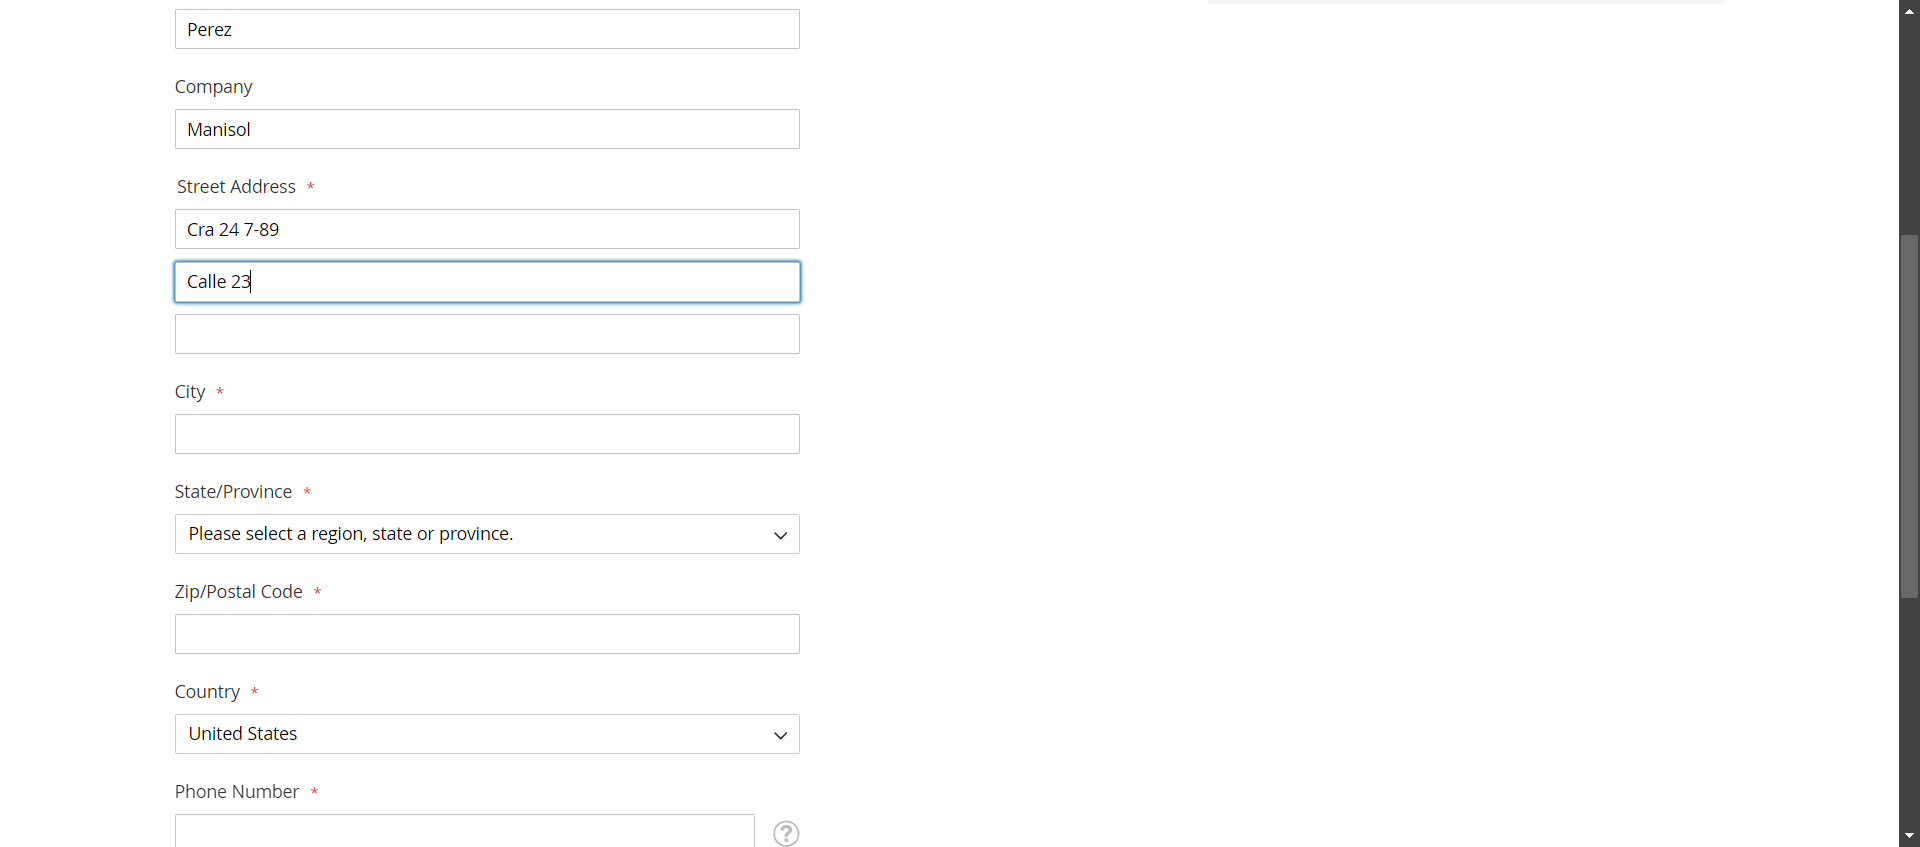 Perez
Company
Manisol
Street Address *
Cra 24 7-89
Calle 23
City *
State/Province *
Please select a region, state or province.
Zip/Postal Code *
Country *
United States
Phone Number *
?